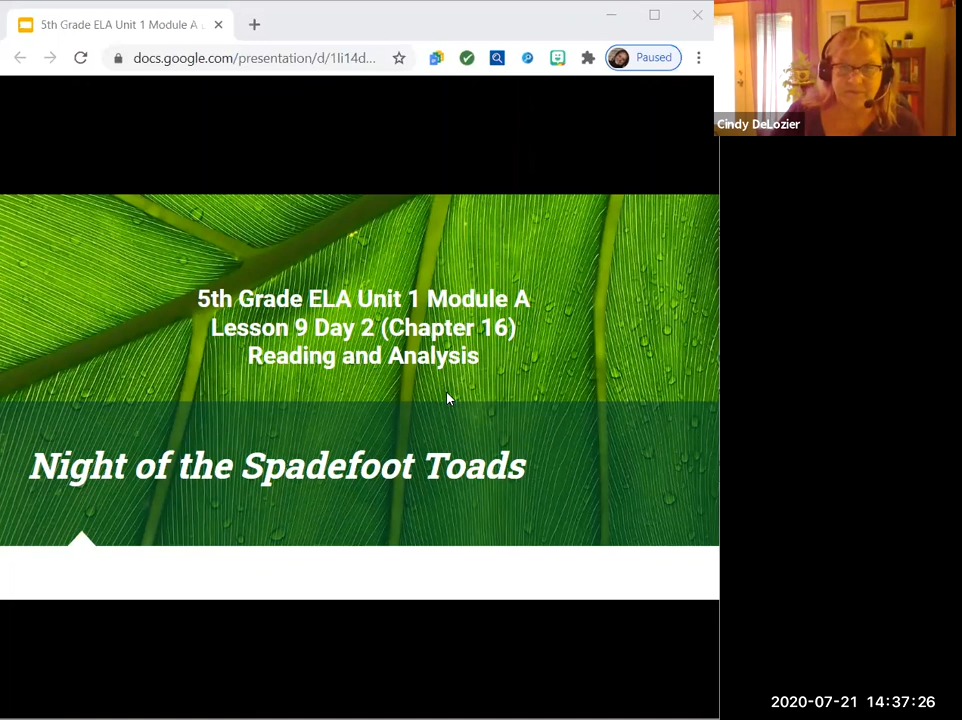 5th Grade ELA Unit 1 Module A
docs.google.com/presentation/d/1Ii14d...
Paused
Cindy DeLozier
5th Grade ELA Unit 1 Module A
Lesson 9 Day 2 (Chapter 16)
Reading and Analysis
Night of the Spadefoot Toads
2020-07-21 14:37:26